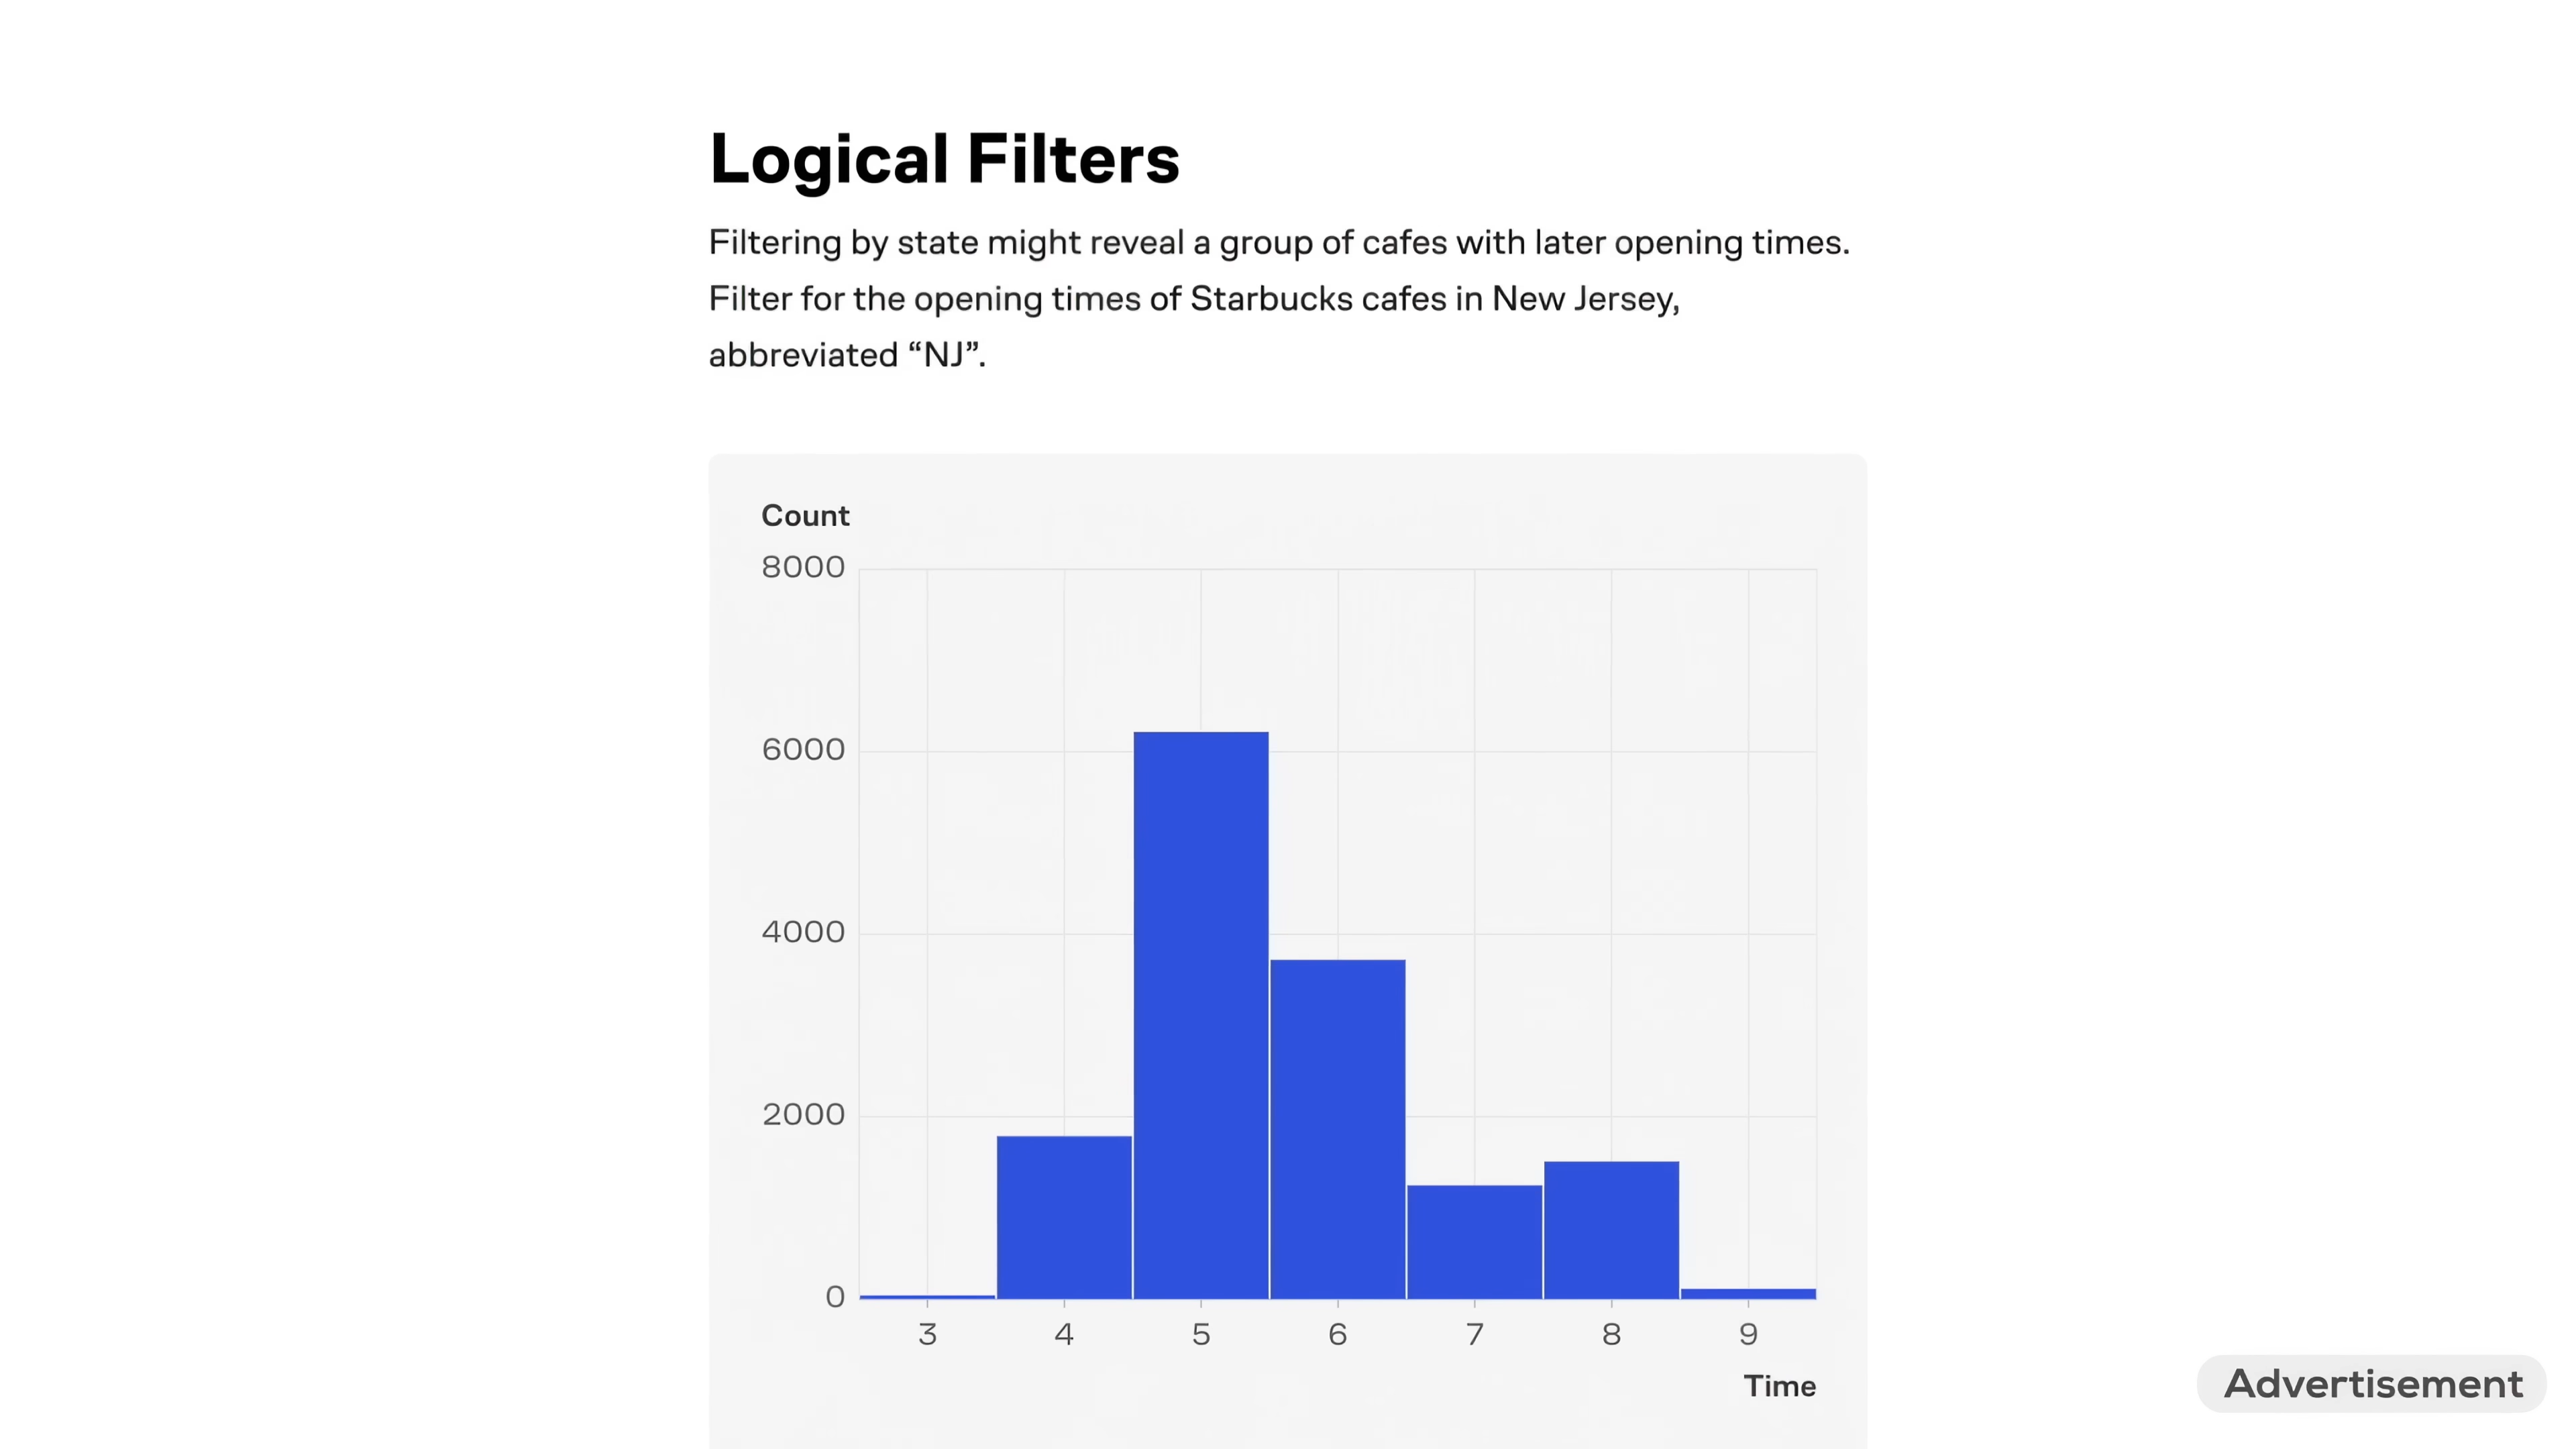 Logical Filters
Filtering by state might reveal a group of cafes with later opening times.
Filter for the opening times of Starbucks cafes in New Jersey,
abbreviated “NJ”.
Count
8000
6000
4000
2000
0
3 4 5 6 7 8 9
Time
Advertisement